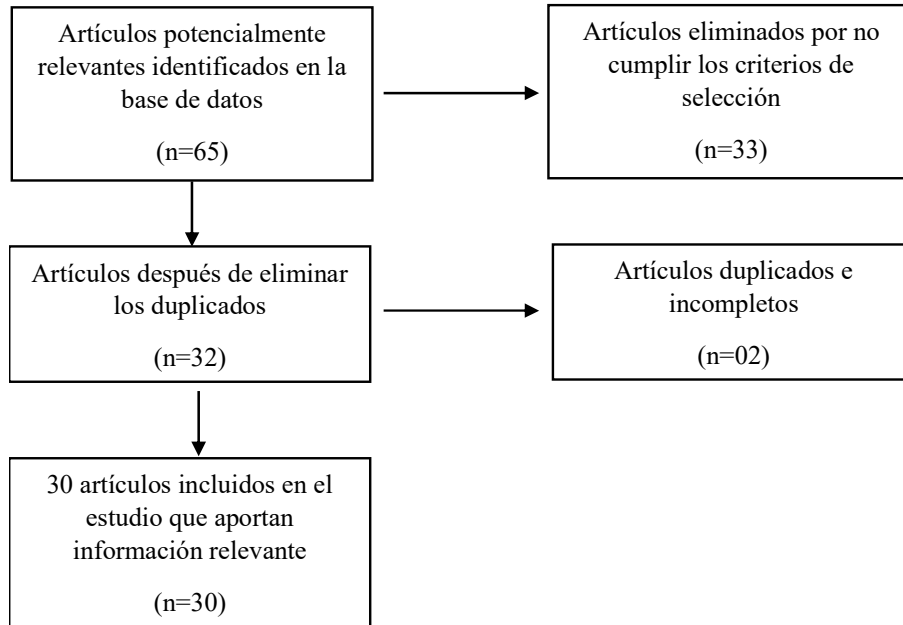 Artículos potencialmente
relevantes identificados en la
base de datos
(n=65)
Artículos eliminados por no
cumplir los criterios de
selección
(n=33)
Artículos después de eliminar
los duplicados
(n=32)
Artículos duplicados e
incompletos
(n=02)
30 artículos incluidos en el
estudio que aportan
información relevante
(n=30)